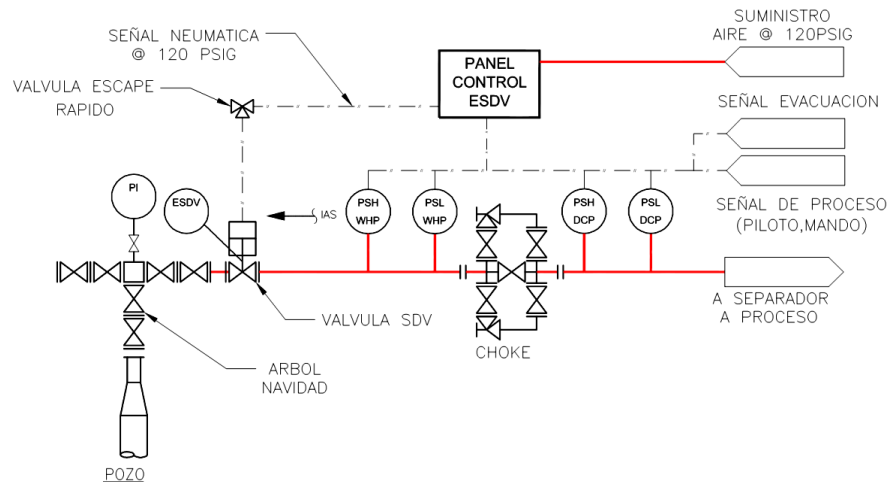 SUMINISTRO
AIRE @ 120PSIG
SEÑAL NEUMATICA
@ 120 PSIG
PANEL
CONTROL
ESDV
VALVULA ESCAPE
RAPIDO
SEÑAL EVACUACION
PI
ESDV
IAS
PSH
WHP
PSL
WHP
PSH
DCP
PSL
DCP
SEÑAL DE PROCESO
(PILOTO,MANDO)
VALVULA SDV
CHOKE
A SEPARADOR
A PROCESO
ARBOL
NAVIDAD
POZO